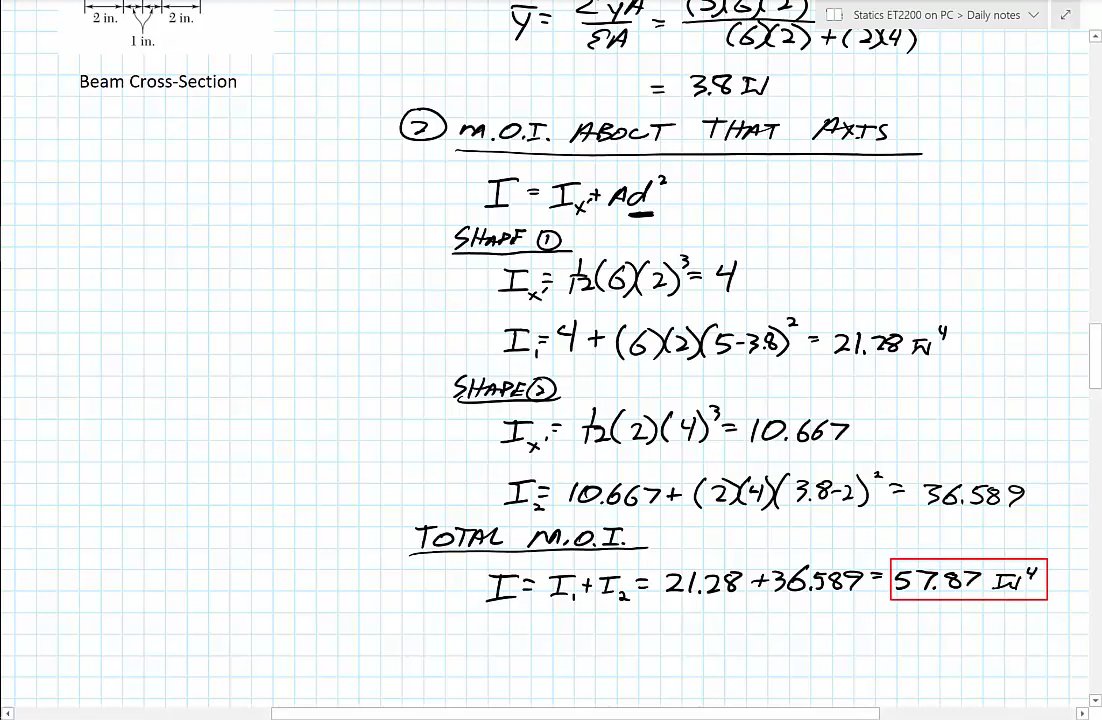 2 in. 2 in.
1 in.
Beam Cross-Section
Statics ET2200 on PC > Daily notes
ȳ = ΣyA / ΣA = (5)(6)(2) / (6)(2) + (2)(4)
= 3.8 IN
② M.O.I. ABOUT THAT AXIS
I = Ix' + Ad²
SHAPE ①
Ix' = 1/12(6)(2)³ = 4
I₁ = 4 + (6)(2)(5-3.8)² = 21.28 IN⁴
SHAPE ②
Ix' = 1/12(2)(4)³ = 10.667
I₂ = 10.667 + (2)(4)(3.8-2)² = 36.589
TOTAL M.O.I.
I = I₁ + I₂ = 21.28 + 36.589 = 57.87 IN⁴